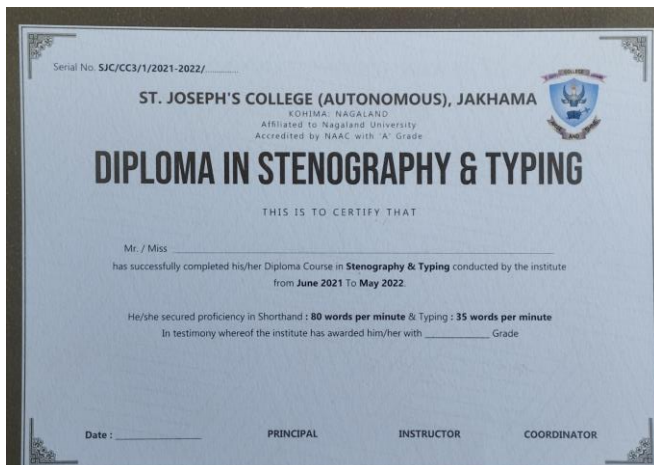 Serial No. SJC/CC3/1/2021-2022/
ST. JOSEPH'S COLLEGE (AUTONOMOUS), JAKHAMA
KOHIMA: NAGALAND
Affiliated to Nagaland University
Accredited by NAAC with 'A' Grade
DIPLOMA IN STENOGRAPHY & TYPING
THIS IS TO CERTIFY THAT
Mr. / Miss
has successfully completed his/her Diploma Course in Stenography & Typing conducted by the institute
from June 2021 To May 2022.
He/she secured proficiency in Shorthand : 80 words per minute & Typing : 35 words per minute
In testimony whereof the institute has awarded him/her with ____________ Grade
Date : ____________ PRINCIPAL INSTRUCTOR COORDINATOR